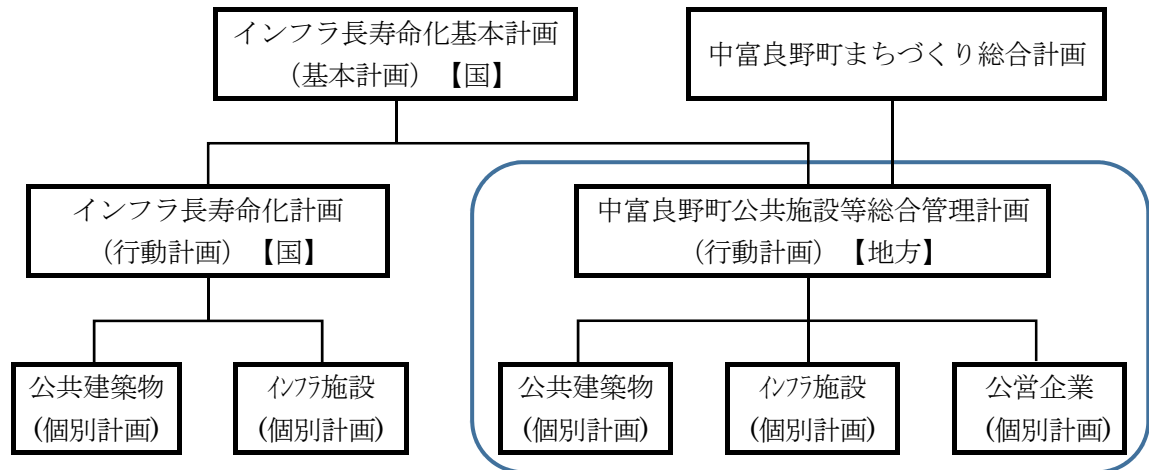 インフラ長寿命化基本計画
（基本計画）【国】
中富良野町まちづくり総合計画
インフラ長寿命化計画
（行動計画）【国】
中富良野町公共施設等総合管理計画
（行動計画）【地方】
公共建築物
(個別計画)
ｲﾝﾌﾗ施設
(個別計画)
公共建築物
(個別計画)
ｲﾝﾌﾗ施設
(個別計画)
公営企業
(個別計画)